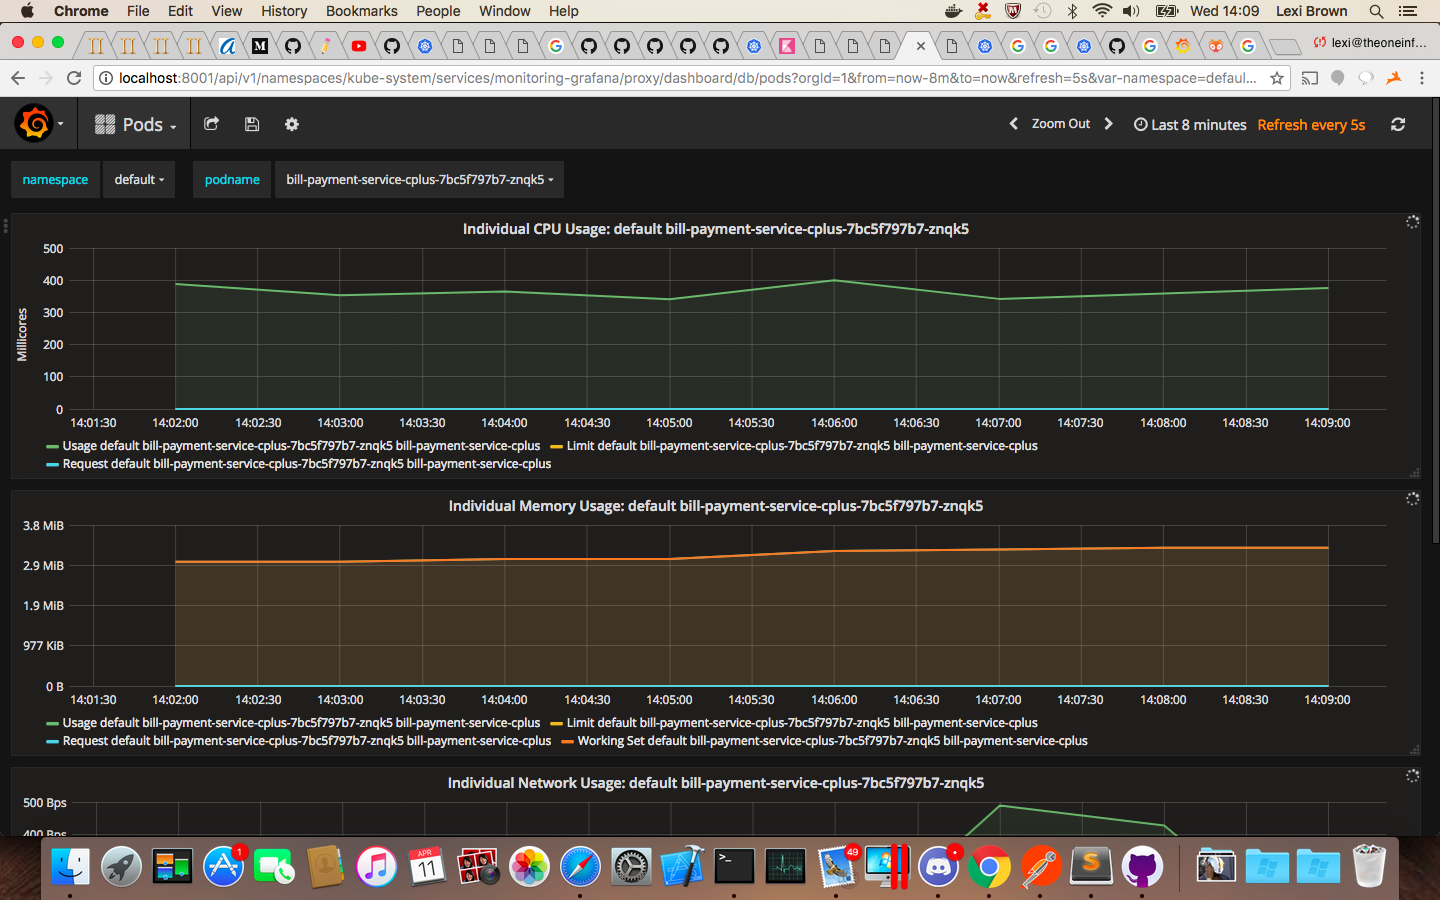 Chrome File Edit View History Bookmarks People Window Help Wed 14:09 Lexi Brown
lexi@theoneinf...
localhost:8001/api/v1/namespaces/kube-system/services/monitoring-grafana/proxy/dashboard/db/pods?orgId=1&from=now-8m&to=now&refresh=5s&var-namespace=defaul...
Pods Zoom Out Last 8 minutes Refresh every 5s
namespace default podname bill-payment-service-cplus-7bc5f797b7-znqk5
Individual CPU Usage: default bill-payment-service-cplus-7bc5f797b7-znqk5
500
400
300
200
100
0
Millicores
14:01:30 14:02:00 14:02:30 14:03:00 14:03:30 14:04:00 14:04:30 14:05:00 14:05:30 14:06:00 14:06:30 14:07:00 14:07:30 14:08:00 14:08:30 14:09:00
Usage default bill-payment-service-cplus-7bc5f797b7-znqk5 bill-payment-service-cplus Limit default bill-payment-service-cplus-7bc5f797b7-znqk5 bill-payment-service-cplus
Request default bill-payment-service-cplus-7bc5f797b7-znqk5 bill-payment-service-cplus
Individual Memory Usage: default bill-payment-service-cplus-7bc5f797b7-znqk5
3.8 MiB
2.9 MiB
1.9 MiB
977 KiB
0 B
14:01:30 14:02:00 14:02:30 14:03:00 14:03:30 14:04:00 14:04:30 14:05:00 14:05:30 14:06:00 14:06:30 14:07:00 14:07:30 14:08:00 14:08:30 14:09:00
Usage default bill-payment-service-cplus-7bc5f797b7-znqk5 bill-payment-service-cplus Limit default bill-payment-service-cplus-7bc5f797b7-znqk5 bill-payment-service-cplus
Request default bill-payment-service-cplus-7bc5f797b7-znqk5 bill-payment-service-cplus Working Set default bill-payment-service-cplus-7bc5f797b7-znqk5 bill-payment-service-cplus
Individual Network Usage: default bill-payment-service-cplus-7bc5f797b7-znqk5
500 Bps
400 Bps
1 APR 11 49